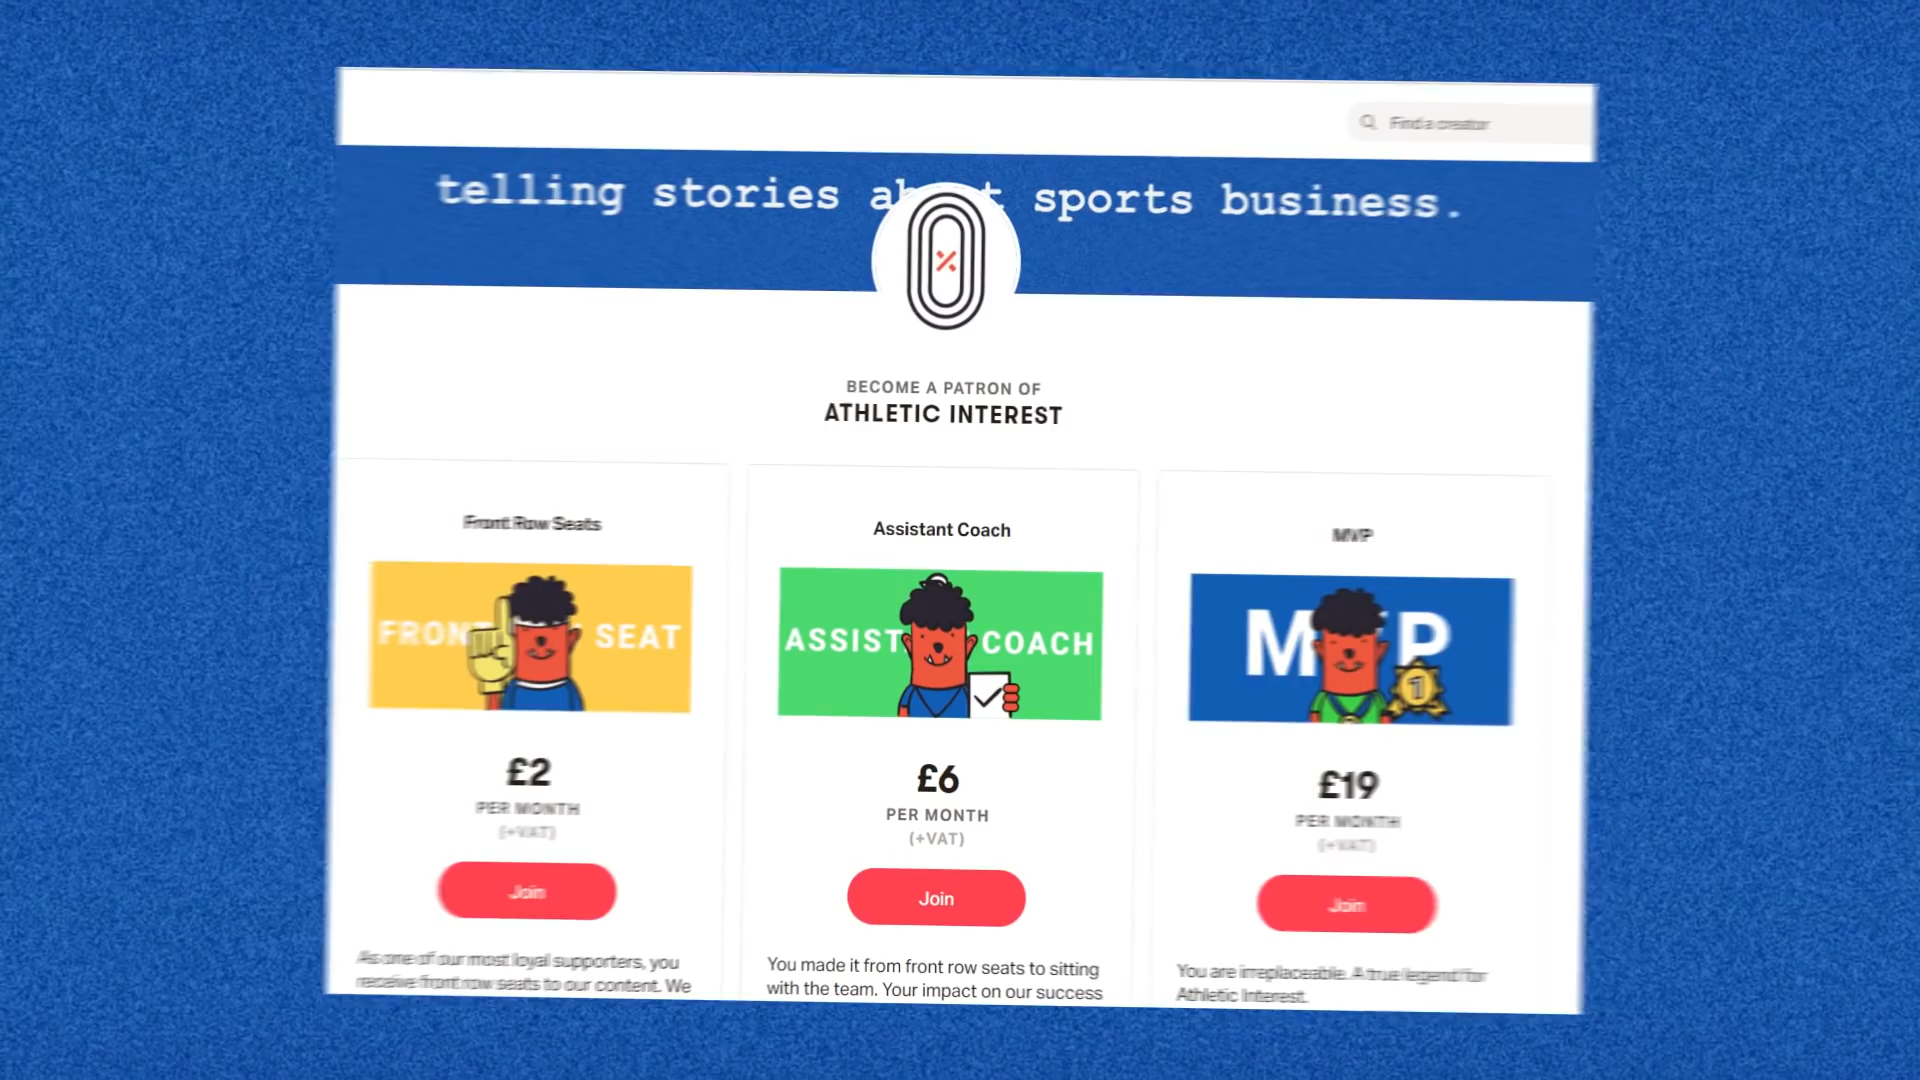 Find a creator
telling stories about sports business.
BECOME A PATRON OF
ATHLETIC INTEREST
Front Row Seats
Assistant Coach
MVP
FRONT SEAT
ASSIST COACH
M P
£2
£6
£19
PER MONTH
PER MONTH
PER MONTH
(+VAT)
(+VAT)
(+VAT)
Join
Join
Join
As one of our most loyal supporters, you
receive front row seats to our content. We
You made it from front row seats to sitting
with the team. Your impact on our success
You are irreplaceable. A true legend for
Athletic Interest.
1